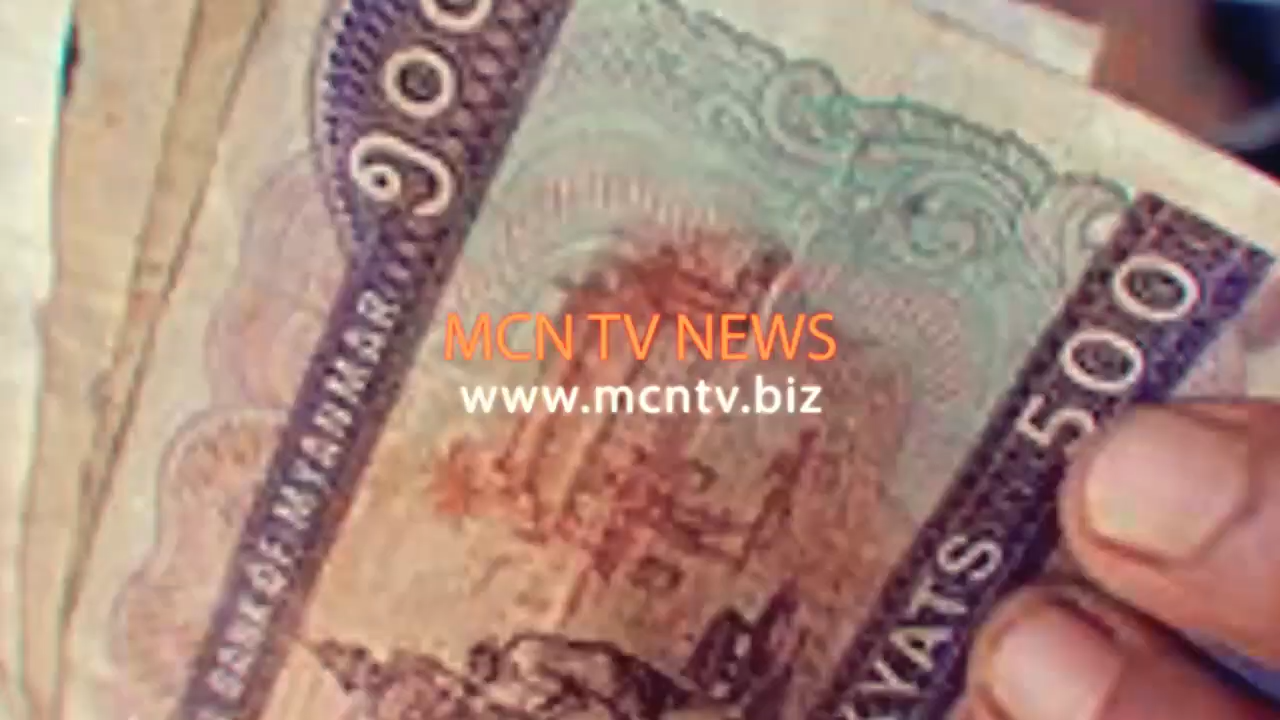 ၅၀၀
BANK OF MYANMAR
MCN TV NEWS
www.mcntv.biz
KYATS 500